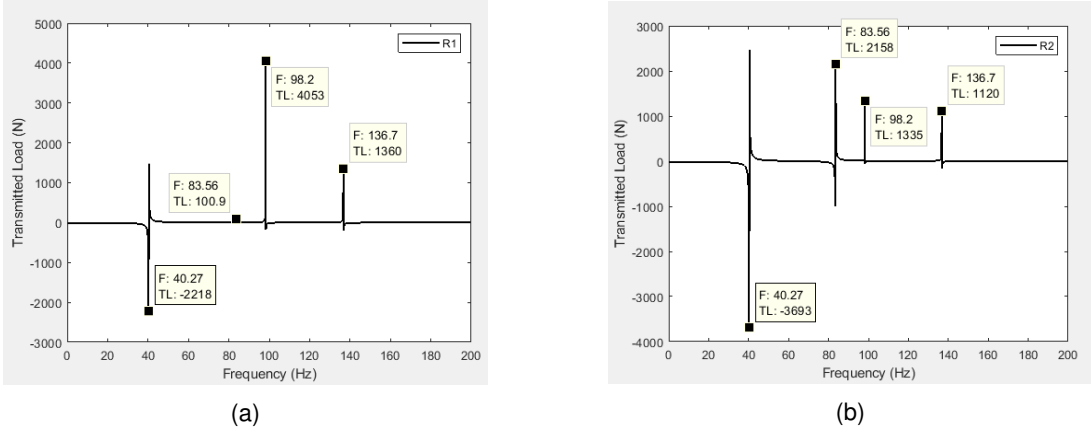 5000
4000
3000
2000
1000
0
-1000
-2000
-3000
Transmitted Load (N)
R1
F: 98.2
TL: 4053
F: 136.7
TL: 1360
F: 83.56
TL: 100.9
F: 40.27
TL: -2218
0 20 40 60 80 100 120 140 160 180 200
Frequency (Hz)
(a)
3000
2000
1000
0
-1000
-2000
-3000
-4000
Transmitted Load (N)
R2
F: 83.56
TL: 2158
F: 136.7
TL: 1120
F: 98.2
TL: 1335
F: 40.27
TL: -3693
0 20 40 60 80 100 120 140 160 180 200
Frequency (Hz)
(b)